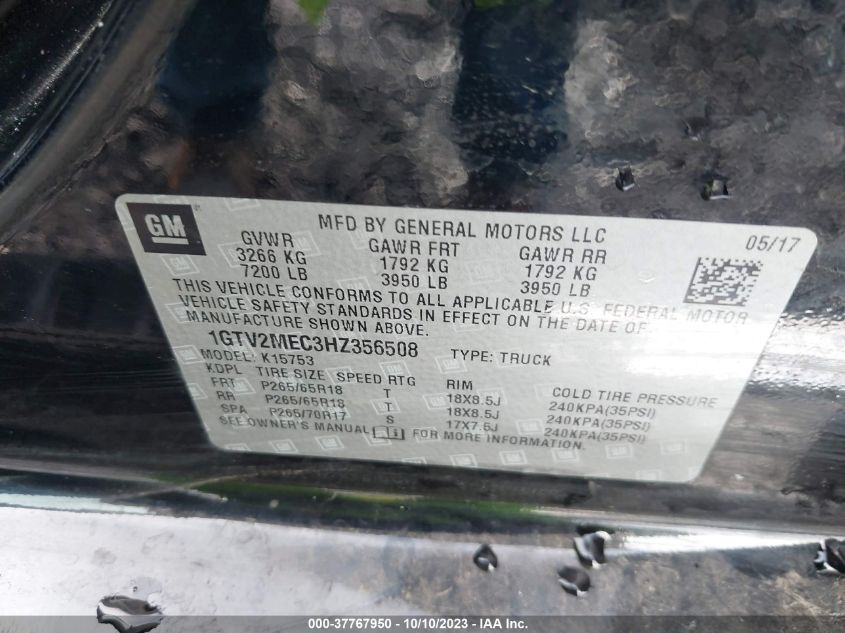 GM
MFD BY GENERAL MOTORS LLC
05/17
GVWR GAWR FRT GAWR RR
3266 KG 1792 KG 1792 KG
7200 LB 3950 LB 3950 LB
THIS VEHICLE CONFORMS TO ALL APPLICABLE U.S. FEDERAL MOTOR
VEHICLE SAFETY STANDARDS IN EFFECT ON THE DATE OF
MANUFACTURE SHOWN ABOVE.
1GTV2MEC3HZ356508 TYPE: TRUCK
MODEL: K15753
KDPL TIRE SIZE SPEED RTG RIM COLD TIRE PRESSURE
FRT P265/65R18 T 18X8.5J 240KPA(35PSI)
RR P265/65R18 T 18X8.5J 240KPA(35PSI)
SPA P265/70R17 S 17X7.5J 240KPA(35PSI)
SEE OWNER'S MANUAL FOR MORE INFORMATION.
000-37767950 - 10/10/2023 - IAA Inc.